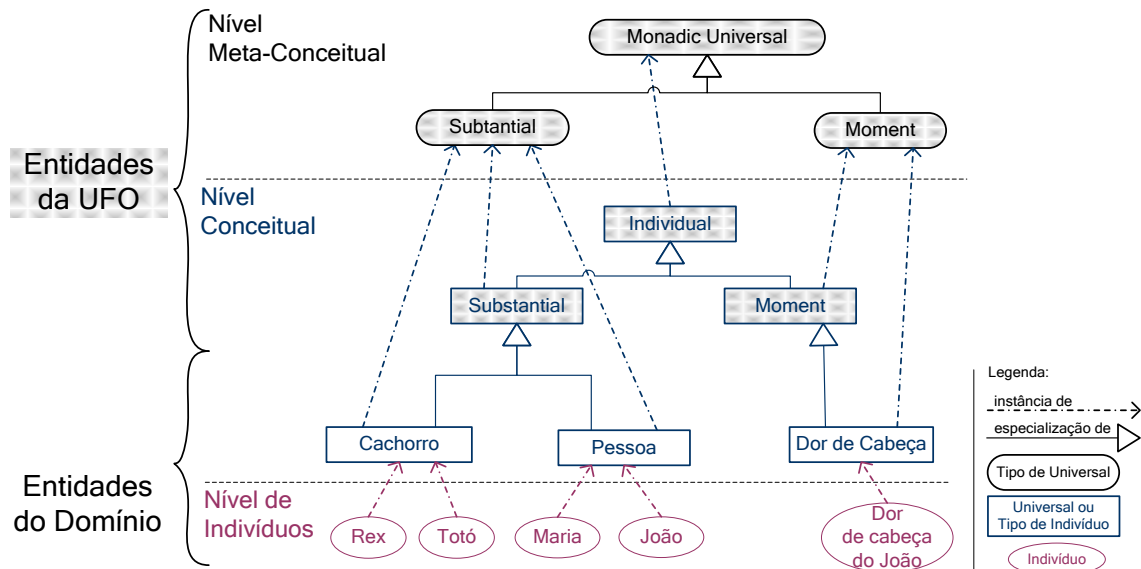 Nível
Meta-Conceitual
Monadic Universal
Subtantial
Moment
Entidades
da UFO
Nível
Conceitual
Individual
Substantial
Moment
Cachorro
Pessoa
Dor de Cabeça
Entidades
do Domínio
Nível de
Indivíduos
Rex
Totó
Maria
João
Dor
de cabeça
do João
Legenda:
instância de
especialização de
Tipo de Universal
Universal ou
Tipo de Indivíduo
Indivíduo